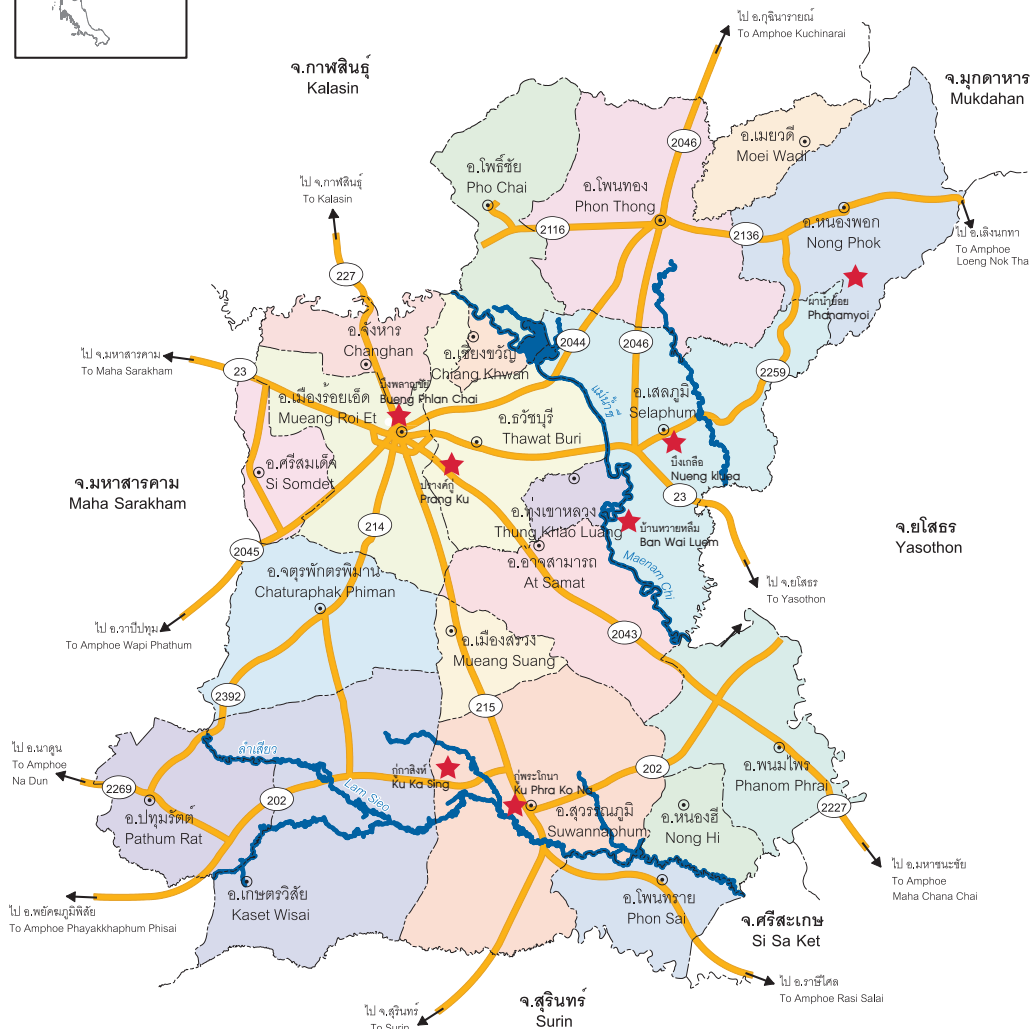 ไป อ.กุฉินารายณ์
To Amphoe Kuchinarai
จ.กาฬสินธุ์
Kalasin
จ.มุกดาหาร
Mukdahan
อ.เมยวดี
Moei Wadi
2046
อ.โพธิ์ชัย
Pho Chai
อ.โพนทอง
Phon Thong
ไป จ.กาฬสินธุ์
To Kalasin
อ.หนองพอก
Nong Phok
2116
2136
ไป อ.เลิงนกทา
To Amphoe
Loeng Nok Tha
227
ผาน้ำย้อย
Phanamyoi
อ.จังหาร
Changhan
อ.เชียงขวัญ
Chiang Khwan
2044
2046
ไป จ.มหาสารคาม
To Maha Sarakham
23
2259
บึงพลาญชัย
Bueng Phlan Chai
อ.เมืองร้อยเอ็ด
Mueang Roi Et
แม่น้ำชี
อ.เสลภูมิ
Selaphum
อ.ธวัชบุรี
Thawat Buri
อ.ศรีสมเด็จ
Si Somdet
บึงเกลือ
Nueng kluea
ปรางค์กู่
Prang Ku
จ.มหาสารคาม
Maha Sarakham
23
อ.ทุ่งเขาหลวง
Thung Khao Luang
บ้านหวายหลึม
Ban Wai Luem
จ.ยโสธร
Yasothon
214
2045
อ.อาจสามารถ
At Samat
Maenam Chi
อ.จตุรพักตรพิมาน
Chaturaphak Phiman
ไป จ.ยโสธร
To Yasothon
ไป อ.วาปีปทุม
To Amphoe Wapi Phathum
2043
อ.เมืองสรวง
Mueang Suang
2392
215
ไป อ.นาดูน
To Amphoe
Na Dun
ลำเสียว
Lam Sieo
กู่กาสิงห์
Ku Ka Sing
กู่พระโกนา
Ku Phra Ko Na
202
อ.พนมไพร
Phanom Phrai
2269
202
2227
อ.ปทุมรัตต์
Pathum Rat
อ.สุวรรณภูมิ
Suwannaphum
อ.หนองฮี
Nong Hi
ไป อ.มหาชนะชัย
To Amphoe
Maha Chana Chai
อ.เกษตรวิสัย
Kaset Wisai
อ.โพนทราย
Phon Sai
ไป อ.พยัคฆภูมิพิสัย
To Amphoe Phayakkhaphum Phisai
จ.ศรีสะเกษ
Si Sa Ket
ไป อ.ราษีไศล
To Amphoe Rasi Salai
ไป จ.สุรินทร์
To Surin
จ.สุรินทร์
Surin